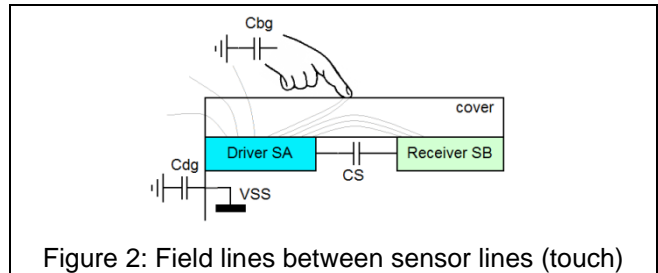 Cbg
cover
Driver SA
Receiver SB
CS
Cdg
VSS
Figure 2: Field lines between sensor lines (touch)